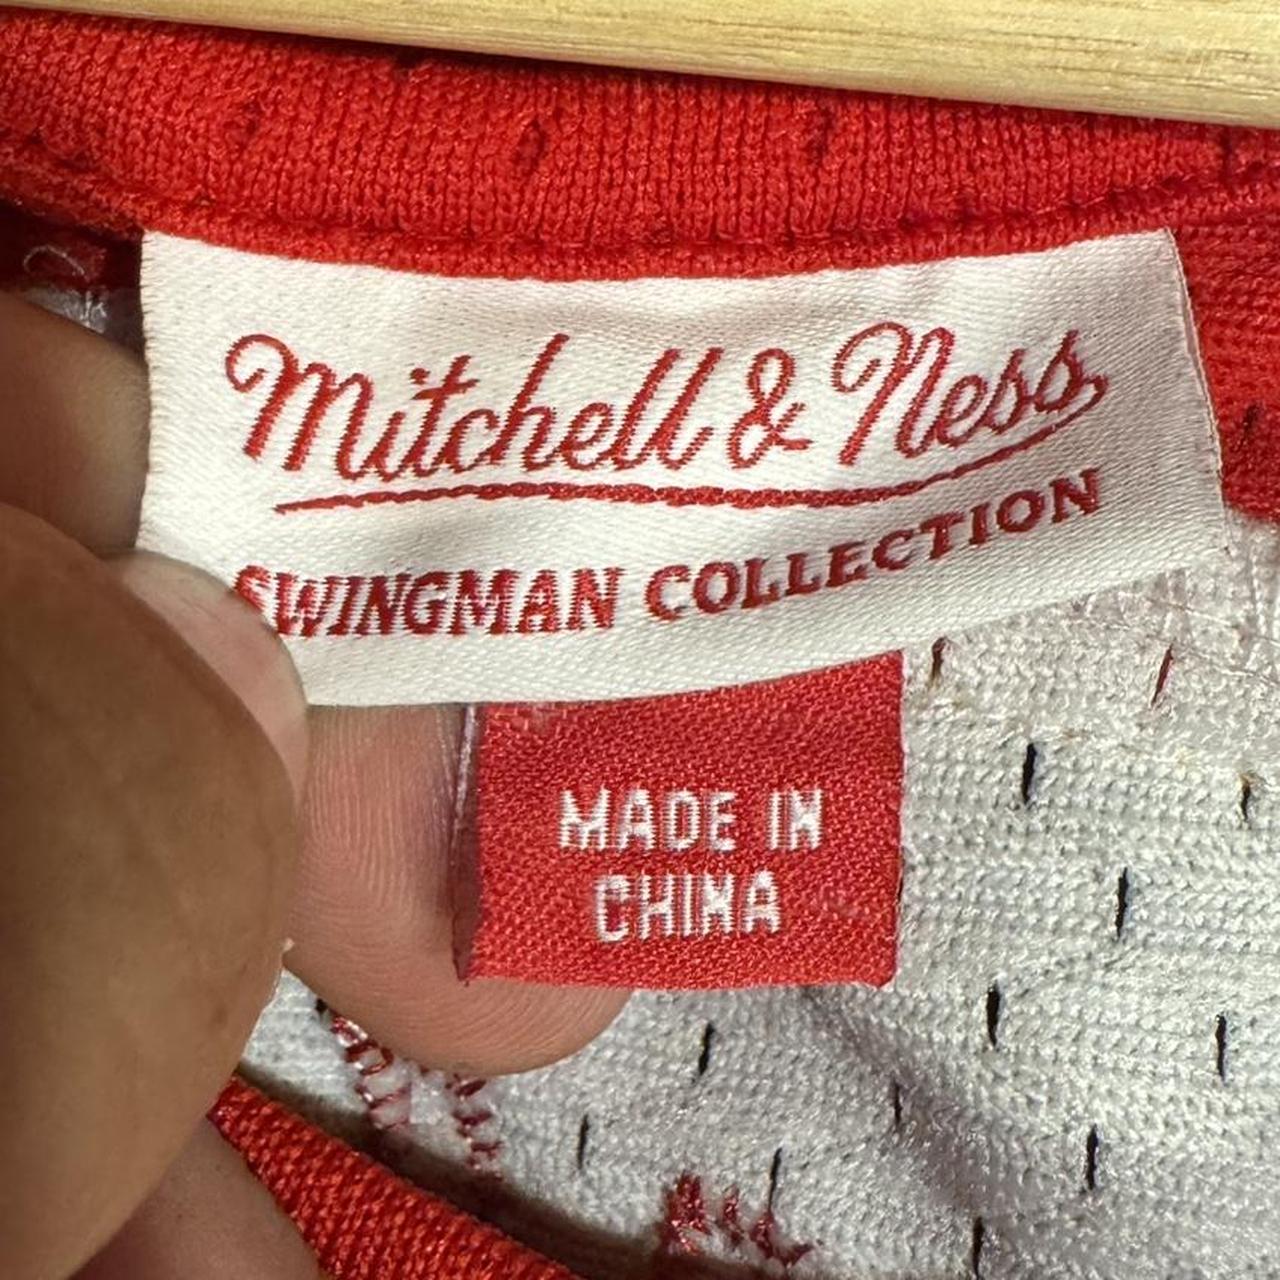 Mitchell & Ness
SWINGMAN COLLECTION
MADE IN
CHINA